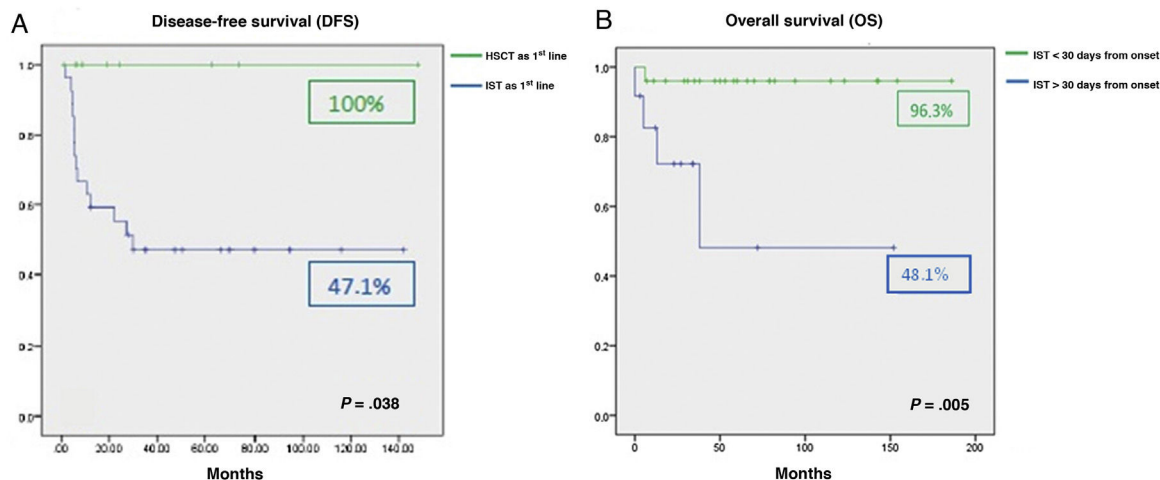 A
Disease-free survival (DFS)
HSCT as 1st line
IST as 1st line
1,0
0,8
0,6
0,4
0,2
0,0
100%
47.1%
P = .038
.00 20.00 40.00 60.00 80.00 100.00 120.00 140.00
Months
B
Overall survival (OS)
IST < 30 days from onset
IST > 30 days from onset
1,0
0,8
0,6
0,4
0,2
0,0
96.3%
48.1%
P = .005
0 50 100 150 200
Months